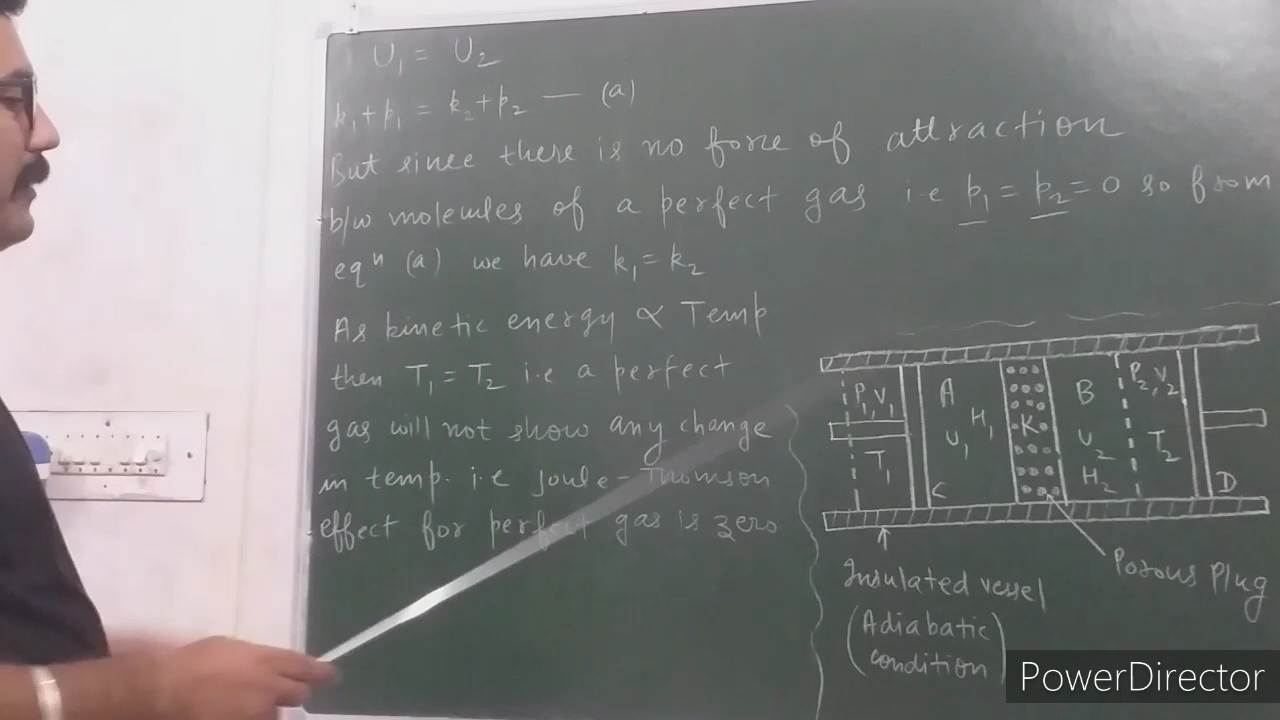 U₁ = U₂
k₁+p₁ = k₂+p₂ — (a)
But since there is no force of attraction
b/w molecules of a perfect gas i.e p₁ = p₂ = 0 so from
eqⁿ (a) we have k₁ = k₂
As kinetic energy ∝ Temp
then T₁ = T₂ i.e a perfect
gas will not show any change
in temp. i.e Joule-Thomson
effect for perfect gas is zero
P₁,V₁
T₁
A
H₁
U₁
C
K
B
U₂
H₂
P₂,V₂
T₂
D
Porous Plug
Insulated vessel
(Adiabatic
condition)
PowerDirector